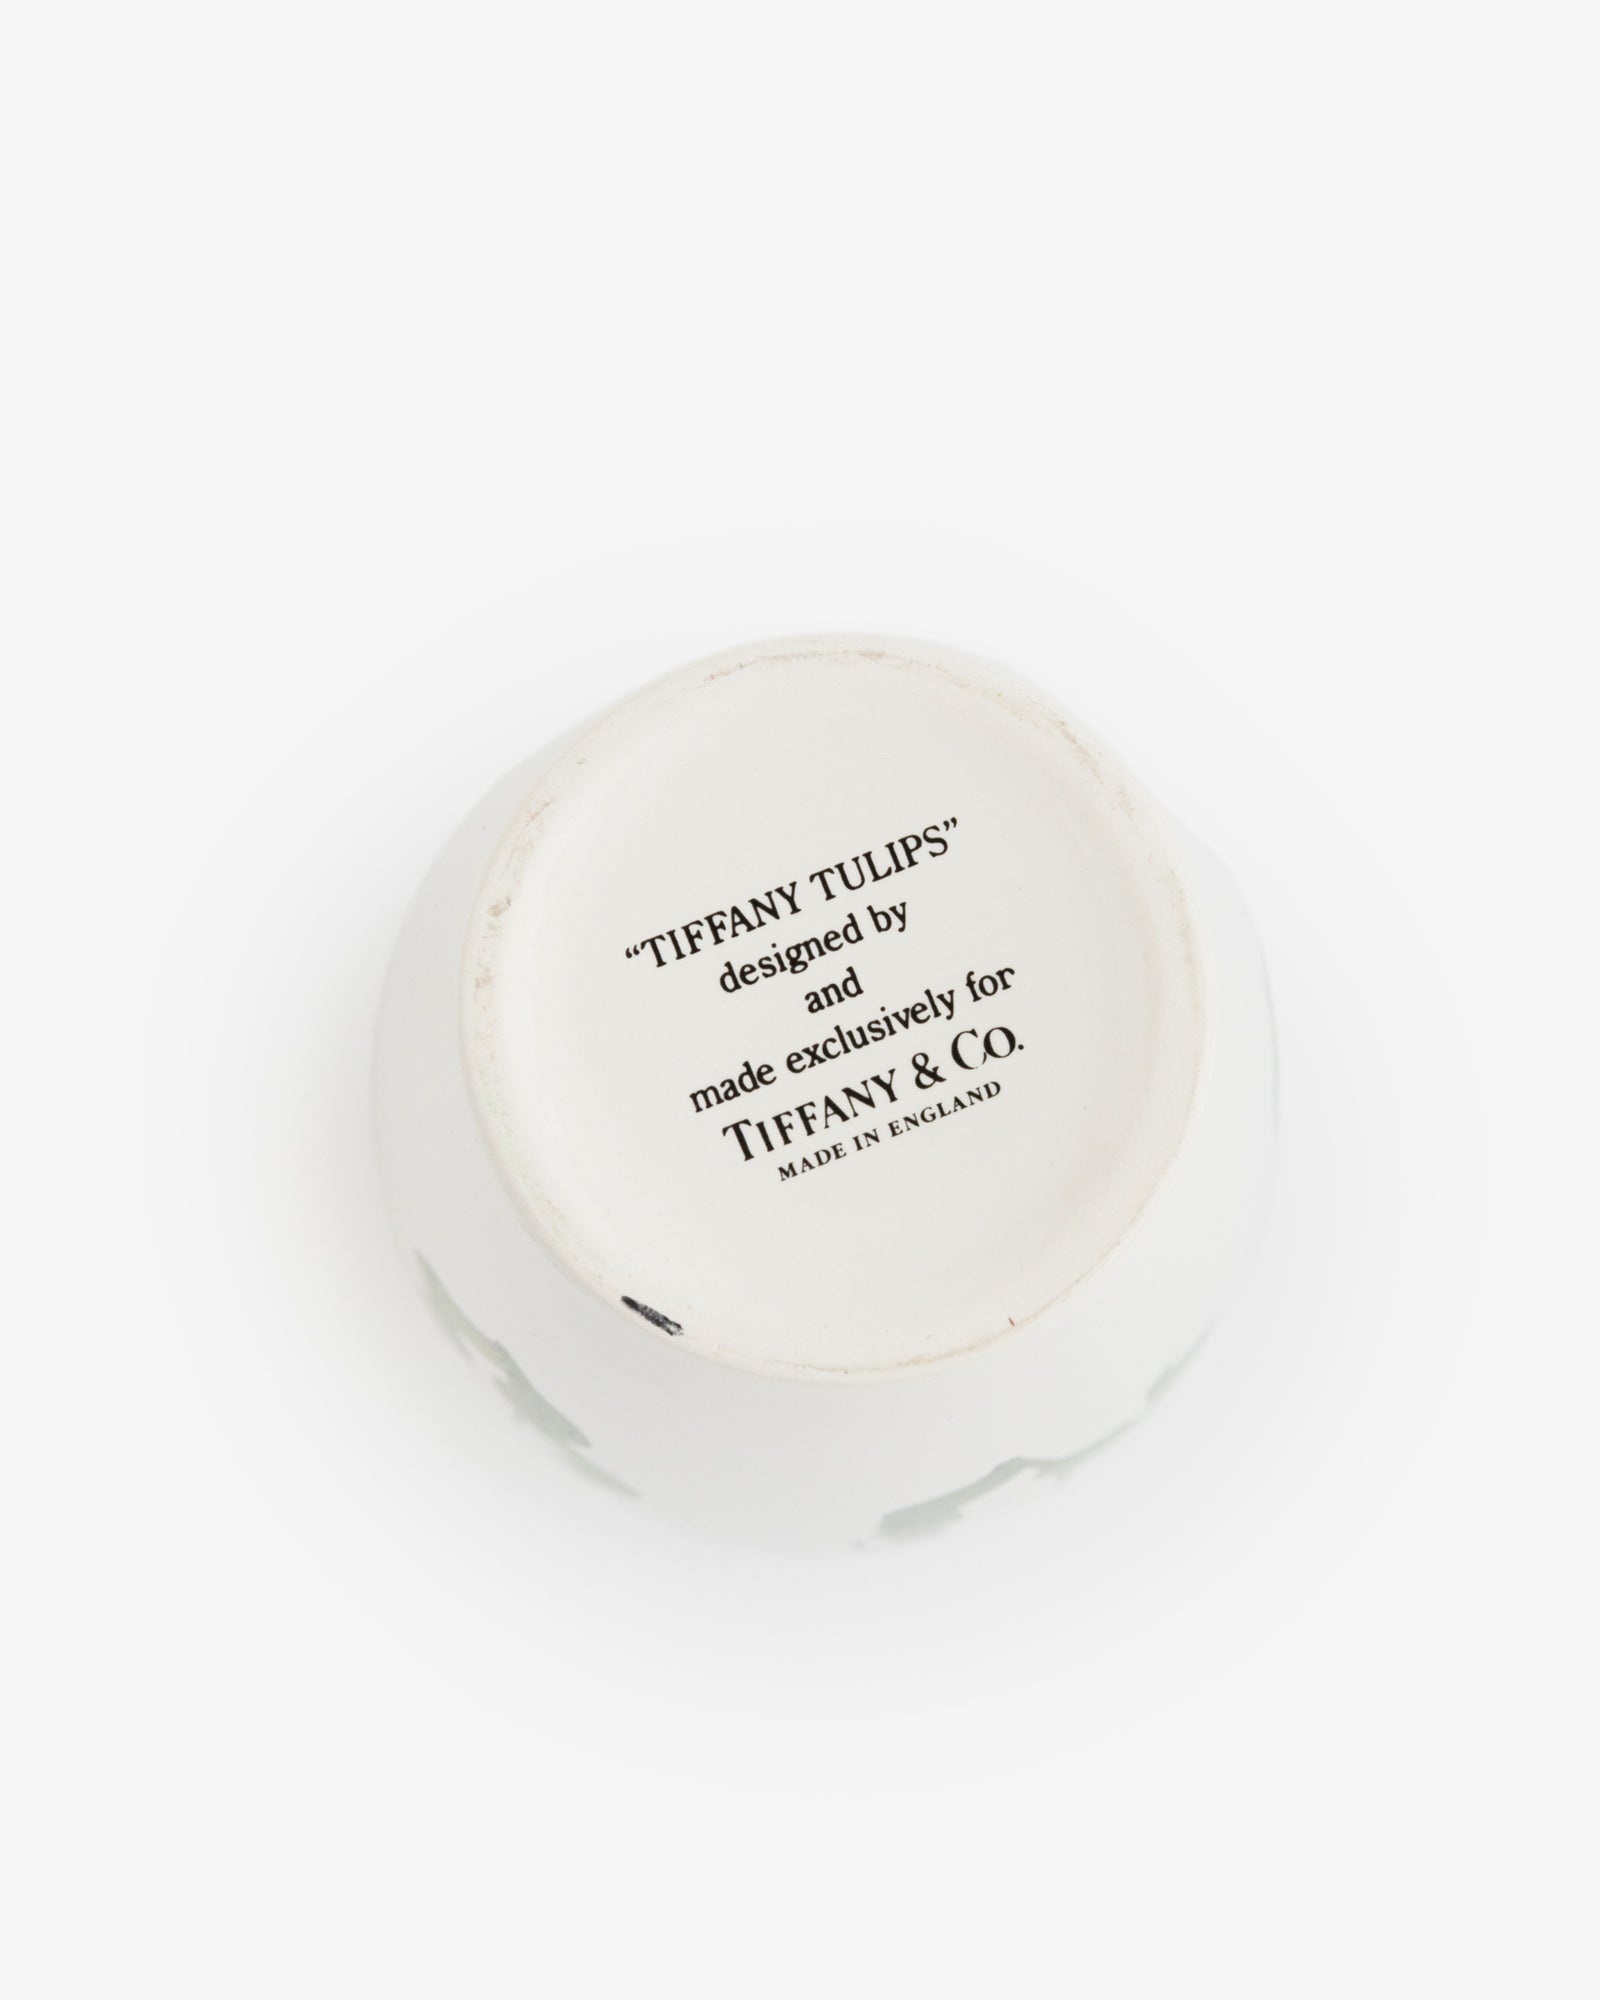 “TIFFANY TULIPS”
designed by
and
made exclusively for
TIFFANY & CO.
MADE IN ENGLAND